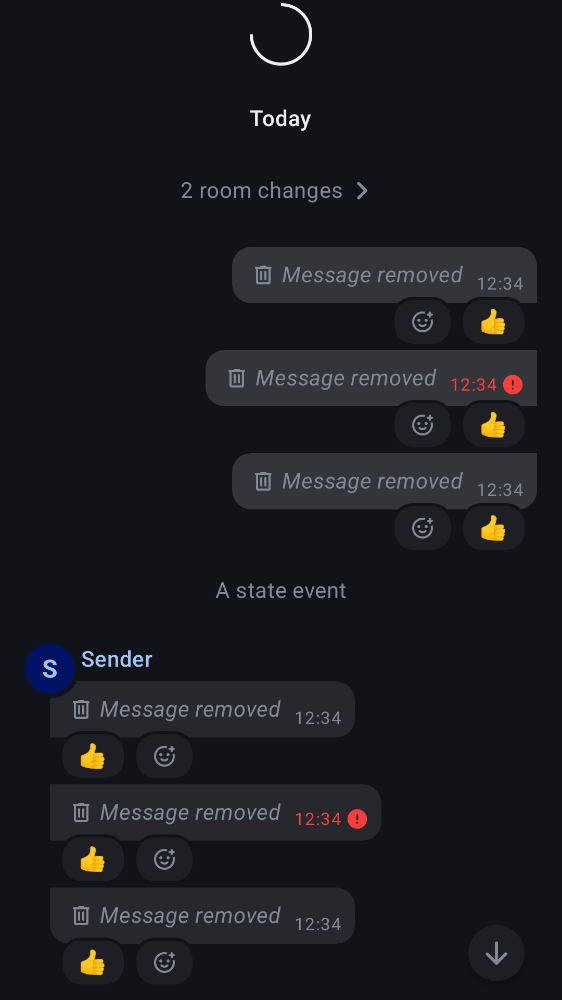 Today
2 room changes
Message removed 12:34
👍
Message removed 12:34
👍
Message removed 12:34
👍
A state event
S Sender
Message removed 12:34
👍
Message removed 12:34
👍
Message removed 12:34
👍